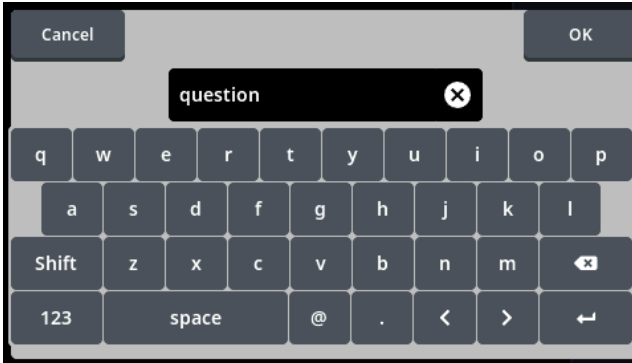 Cancel OK
question
q w e r t y u i o p
a s d f g h j k l
Shift z x c v b n m
123 space @ . < >